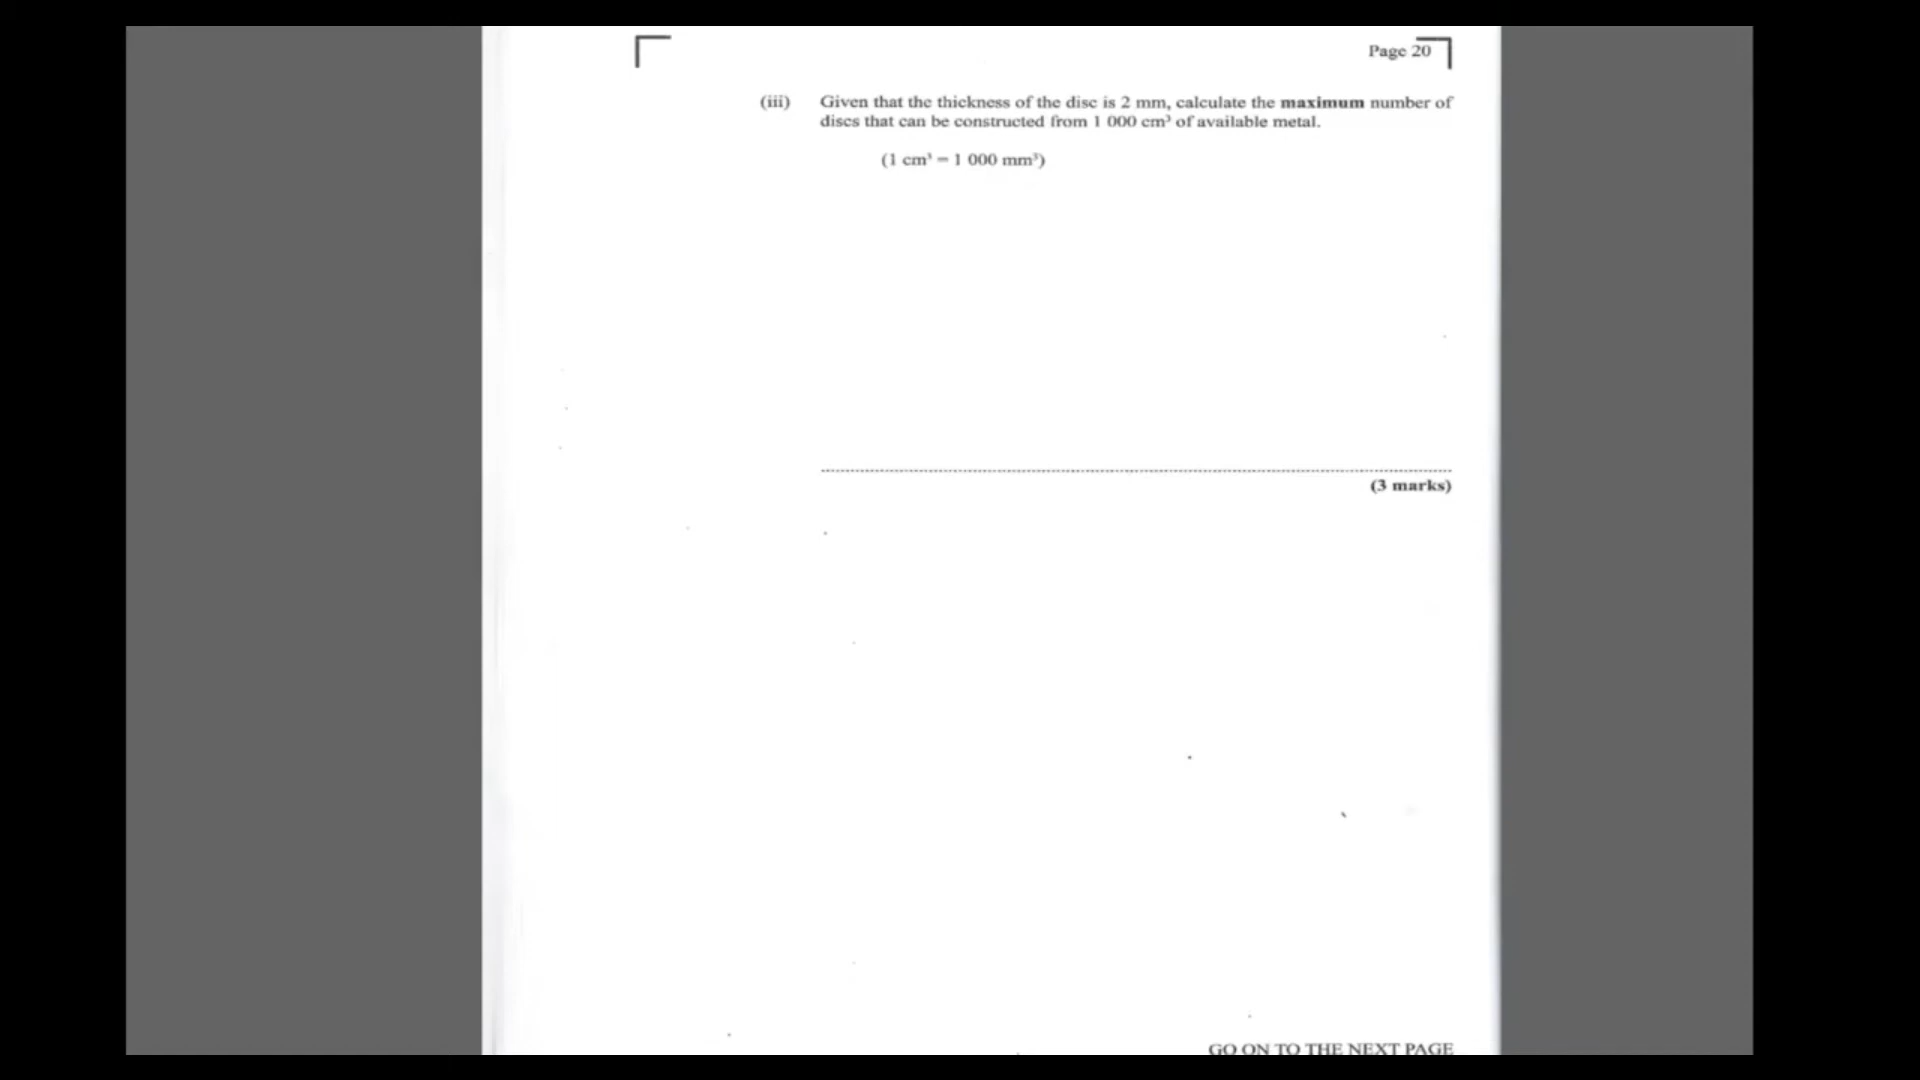 Page 20
(iii) Given that the thickness of the disc is 2 mm, calculate the maximum number of
discs that can be constructed from 1 000 cm³ of available metal.
(1 cm³ = 1 000 mm³)
(3 marks)
GO ON TO THE NEXT PAGE